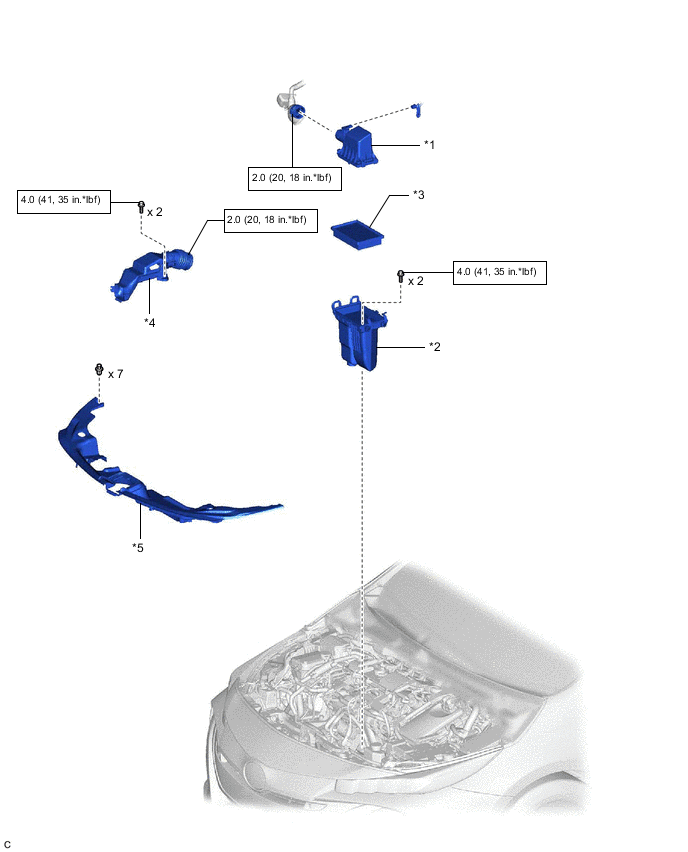 *1
2.0 (20, 18 in.*lbf)
*3
4.0 (41, 35 in.*lbf)
x 2
2.0 (20, 18 in.*lbf)
4.0 (41, 35 in.*lbf)
x 2
*4
*2
x 7
*5
C